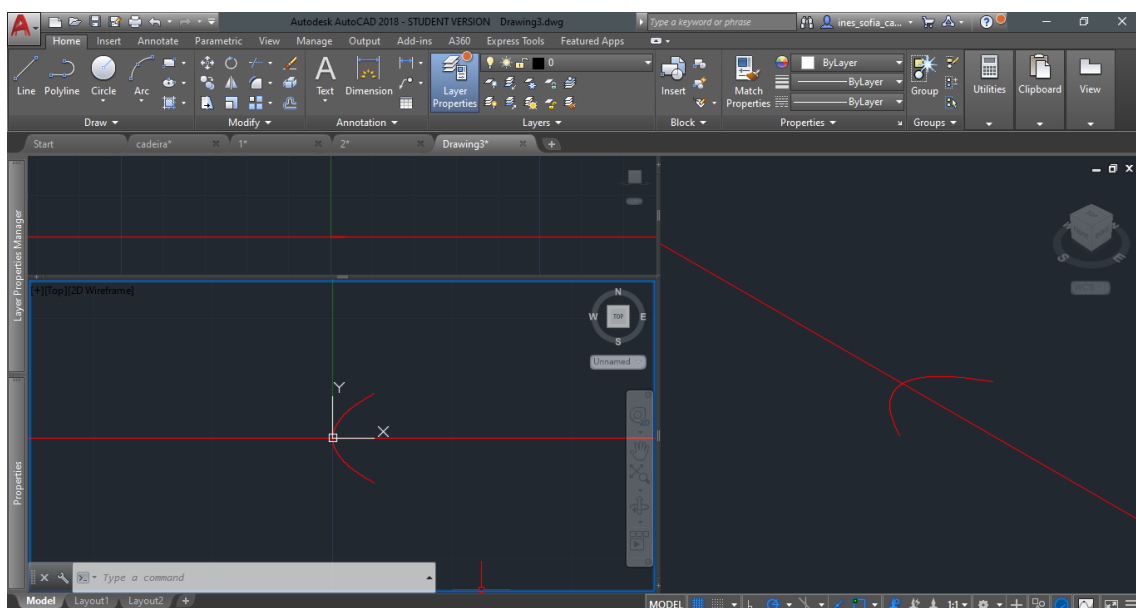 Autodesk AutoCAD 2018 - STUDENT VERSION Drawing3.dwg
Type a keyword or phrase
ines_sofia_ca...
Home Insert Annotate Parametric View Manage Output Add-ins A360 Express Tools Featured Apps
0
ByLayer
ByLayer
ByLayer
Line Polyline Circle Arc
Text Dimension
Layer Properties
Insert
Match Properties
Group
Utilities Clipboard View
Draw Modify Annotation Layers Block Properties Groups
Start cadeira* 1* 2* Drawing3*
Layer Properties Manager
Properties
[+][Top][2D Wireframe]
N
W TOP E
S
Unnamed
Y
X
S E
WCS
Type a command
Model Layout1 Layout2 +
MODEL 1:1